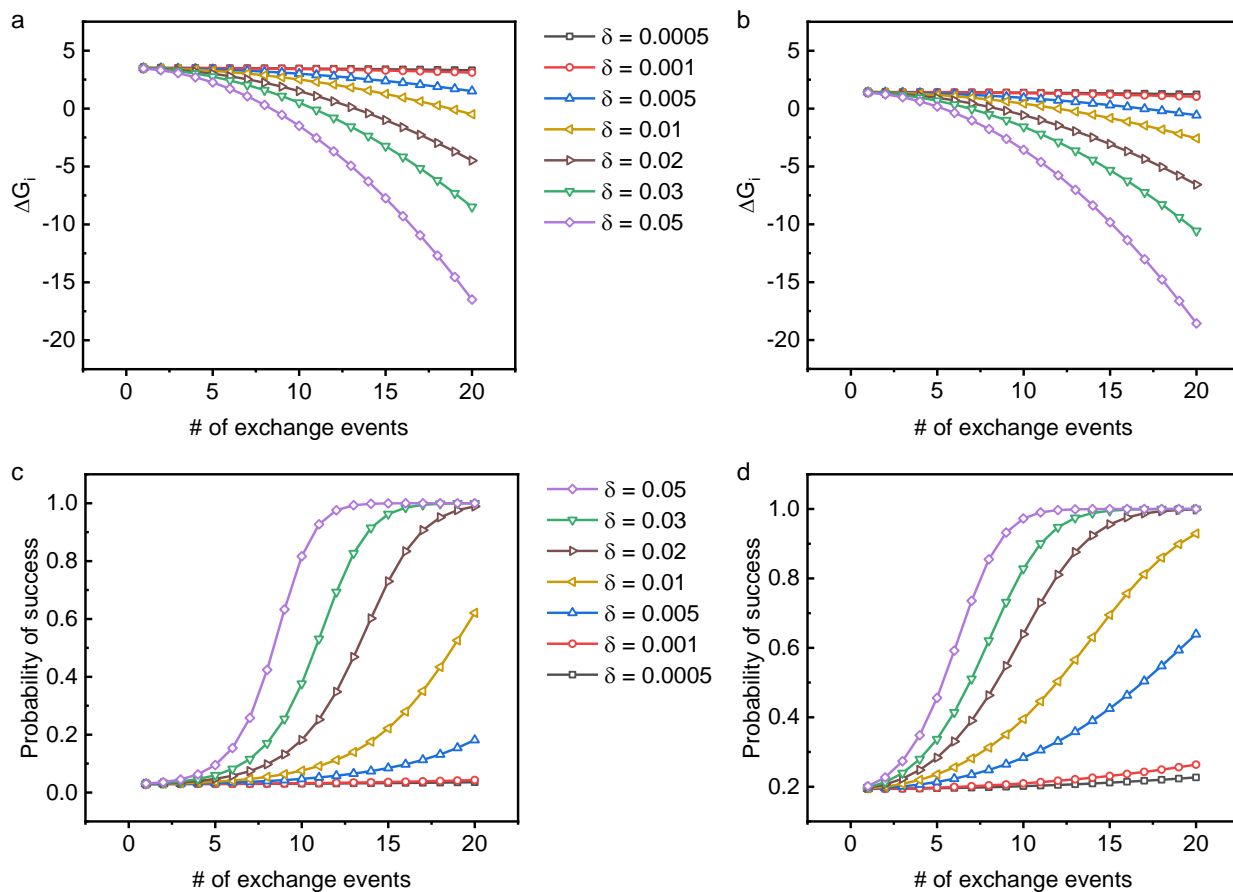 a
5
0
-5
-10
-15
-20
ΔG_i
0 5 10 15 20
# of exchange events
δ = 0.0005
δ = 0.001
δ = 0.005
δ = 0.01
δ = 0.02
δ = 0.03
δ = 0.05
b
5
0
-5
-10
-15
-20
ΔG_i
0 5 10 15 20
# of exchange events
c
1.0
0.8
0.6
0.4
0.2
0.0
Probability of success
0 5 10 15 20
# of exchange events
δ = 0.05
δ = 0.03
δ = 0.02
δ = 0.01
δ = 0.005
δ = 0.001
δ = 0.0005
d
1.0
0.8
0.6
0.4
0.2
Probability of success
0 5 10 15 20
# of exchange events